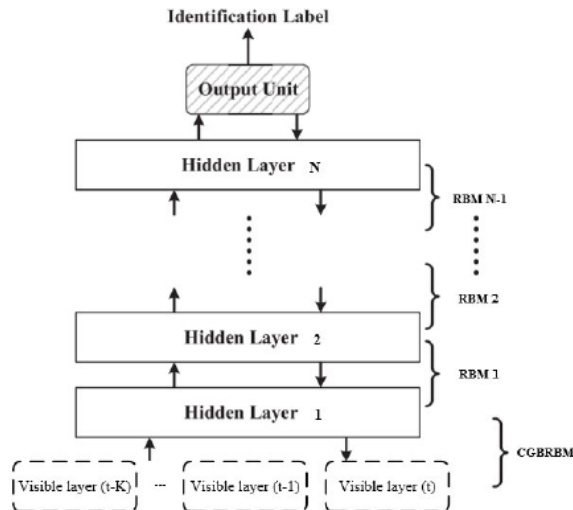 Identification Label
Output Unit
Hidden Layer N
RBM N-1
RBM 2
Hidden Layer 2
RBM 1
Hidden Layer 1
CGBRBM
Visible layer (t-K) ... Visible layer (t-1) Visible layer (t)